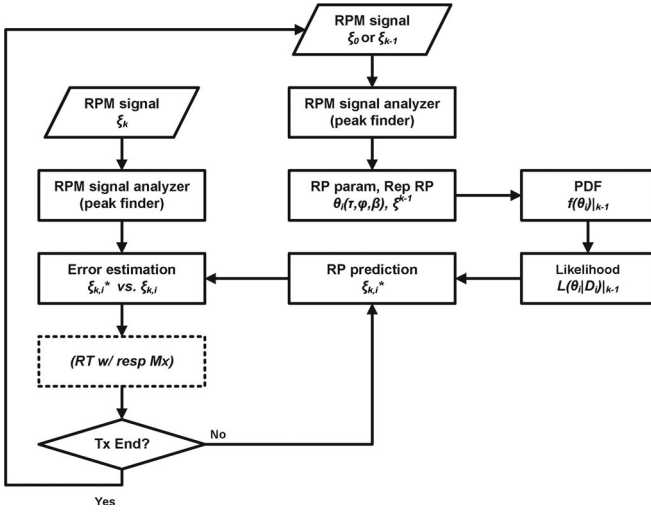 RPM signal
ξ0 or ξk-1
RPM signal
ξk
RPM signal analyzer
(peak finder)
RPM signal analyzer
(peak finder)
RP param, Rep RP
θi(τ,φ,β), ξk-1
PDF
f(θi)|k-1
Error estimation
ξk,i* vs. ξk,i
RP prediction
ξk,i*
Likelihood
L(θi|Di)|k-1
(RT w/ resp Mx)
Tx End?
No
Yes